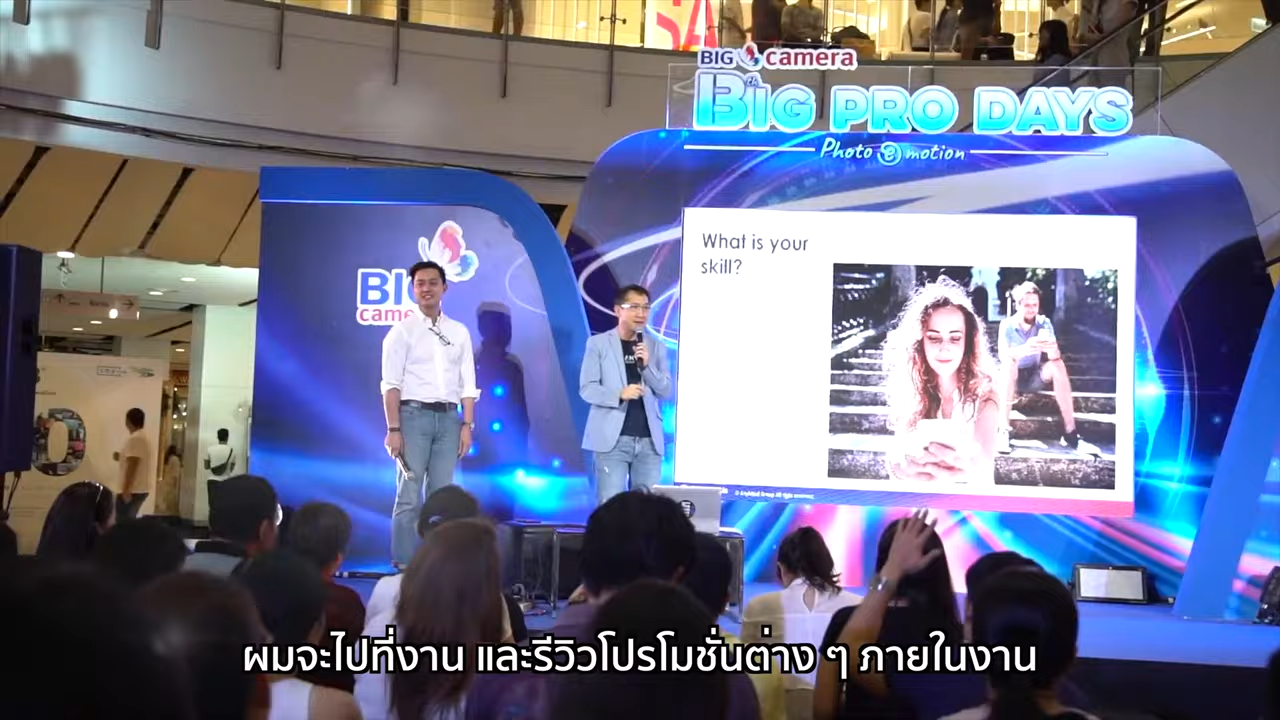 BIG camera
BIG PRO DAYS
Photo e motion
What is your
skill?
BIG
came
ผมจะไปที่งาน และรีวิวโปรโมชั่นต่าง ๆ ภายในงาน